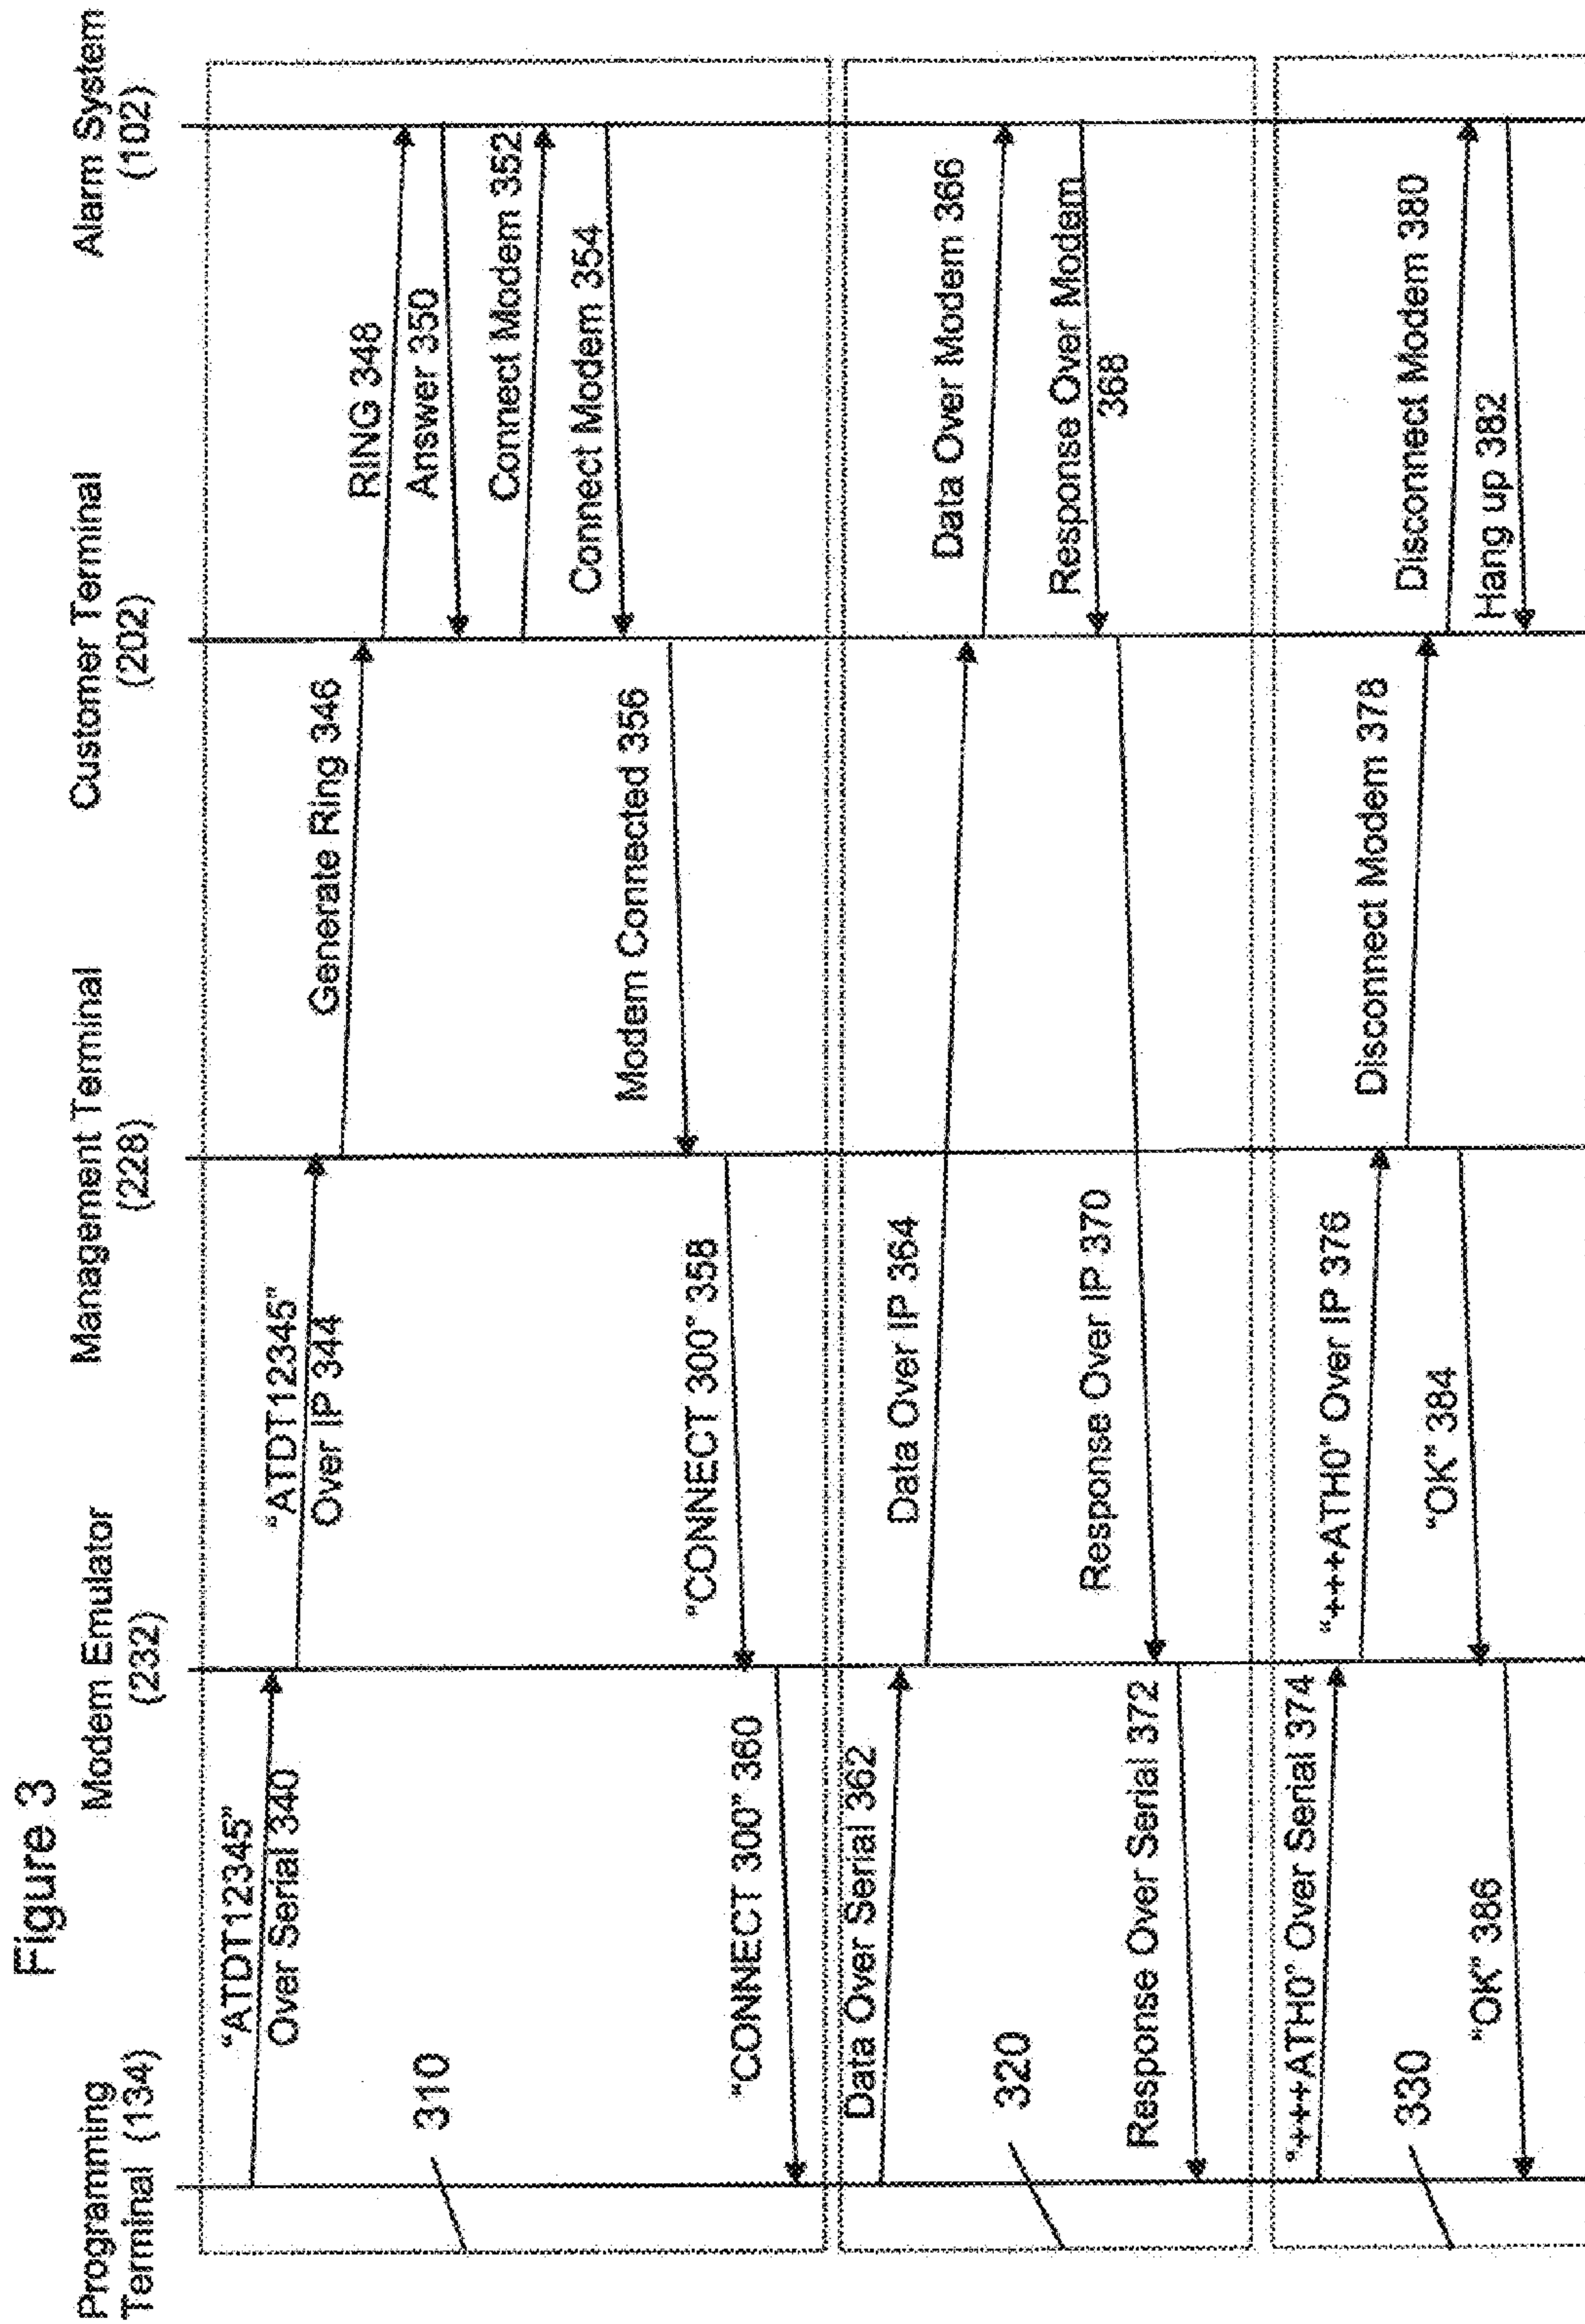 Figure 3
Programming
Terminal (134)
Modem Emulator
(232)
Management Terminal
(228)
Customer Terminal
(202)
Alarm System
(102)
"ATDT12345"
Over Serial 340
"ATDT12345"
Over IP 344
Generate Ring 346
RING 348
Answer 350
Connect Modem 352
Connect Modem 354
Modem Connected 356
"CONNECT 300" 358
"CONNECT 300" 360
310
Data Over Serial 362
Data Over IP 364
Data Over Modem 366
Response Over Modem
368
Response Over IP 370
Response Over Serial 372
320
"+++ATH0" Over Serial 374
"+++ATH0" Over IP 376
Disconnect Modem 378
Disconnect Modem 380
Hang up 382
"OK" 384
"OK" 386
330